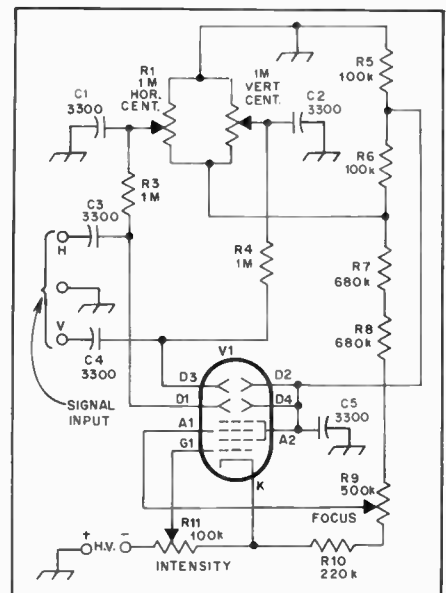 R1
1M
HOR.
CENT.
1M
VERT
CENT.
C1
3300
C2
3300
R5
100k
R6
100k
R3
1M
C3
3300
H
R4
1M
R7
680k
R8
680k
V
C4
3300
SIGNAL
INPUT
V1
D3
D2
D1
D4
A1
A2
G1
K
C5
3300
R9
500k
FOCUS
R11
100k
INTENSITY
+ H.V. −
R10
220k